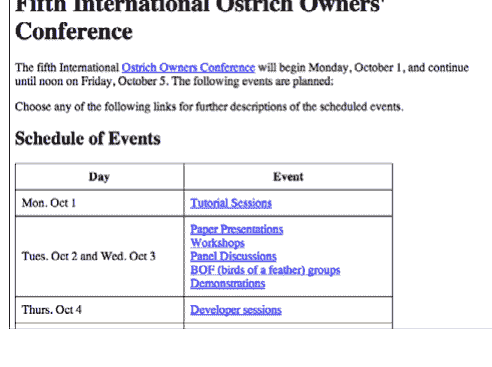 Fifth International Ostrich Owners'
Conference
The fifth International Ostrich Owners Conference will begin Monday, October 1, and continue
until noon on Friday, October 5. The following events are planned:
Choose any of the following links for further descriptions of the scheduled events.
Schedule of Events
Day Event
Mon. Oct 1 Tutorial Sessions
Paper Presentations
Workshops
Tues. Oct 2 and Wed. Oct 3 Panel Discussions
BOF (birds of a feather) groups
Demonstrations
Thurs. Oct 4 Developer sessions